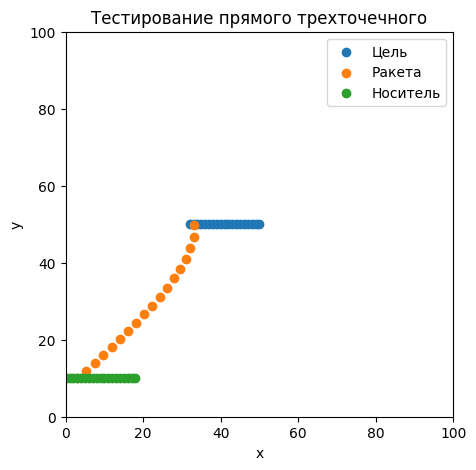 Тестирование прямого трехточечного
Цель
Ракета
Носитель
100
80
60
40
20
0
y
0 20 40 60 80 100
x